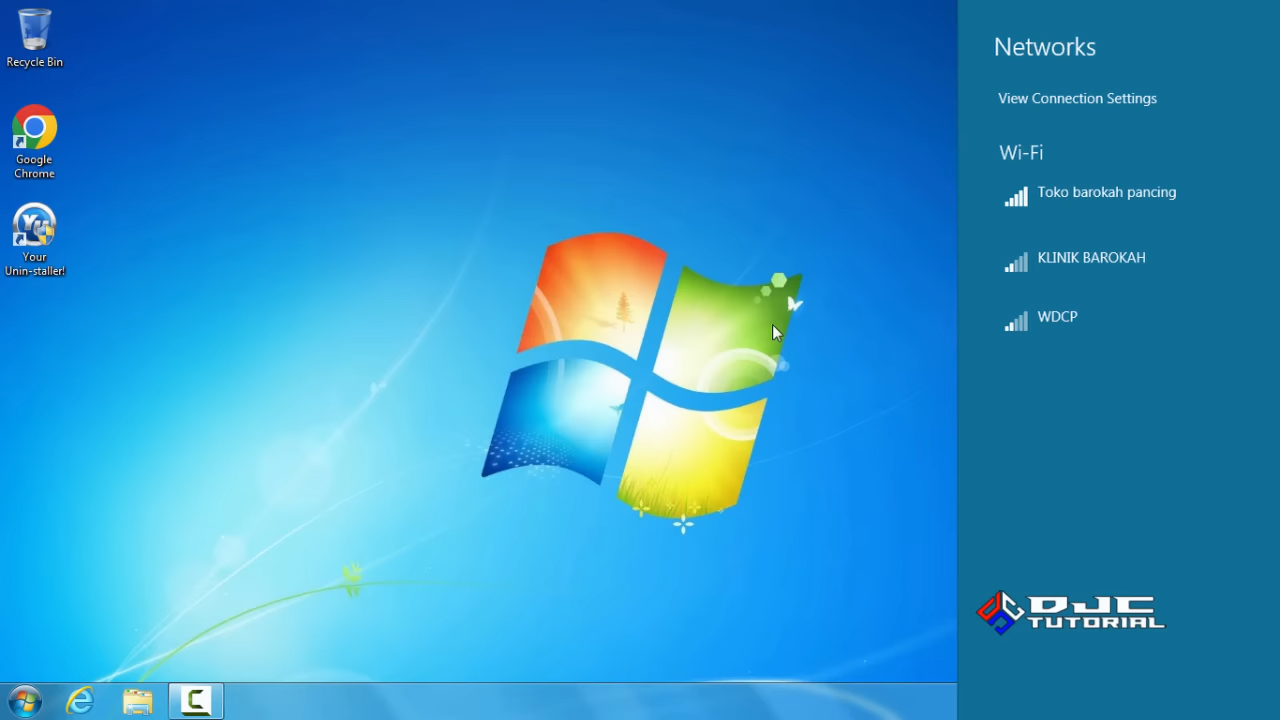 Recycle Bin
Google
Chrome
Your
Unin-staller!
Networks
View Connection Settings
Wi-Fi
Toko barokah pancing
KLINIK BAROKAH
WDCP
DJC
TUTORIAL